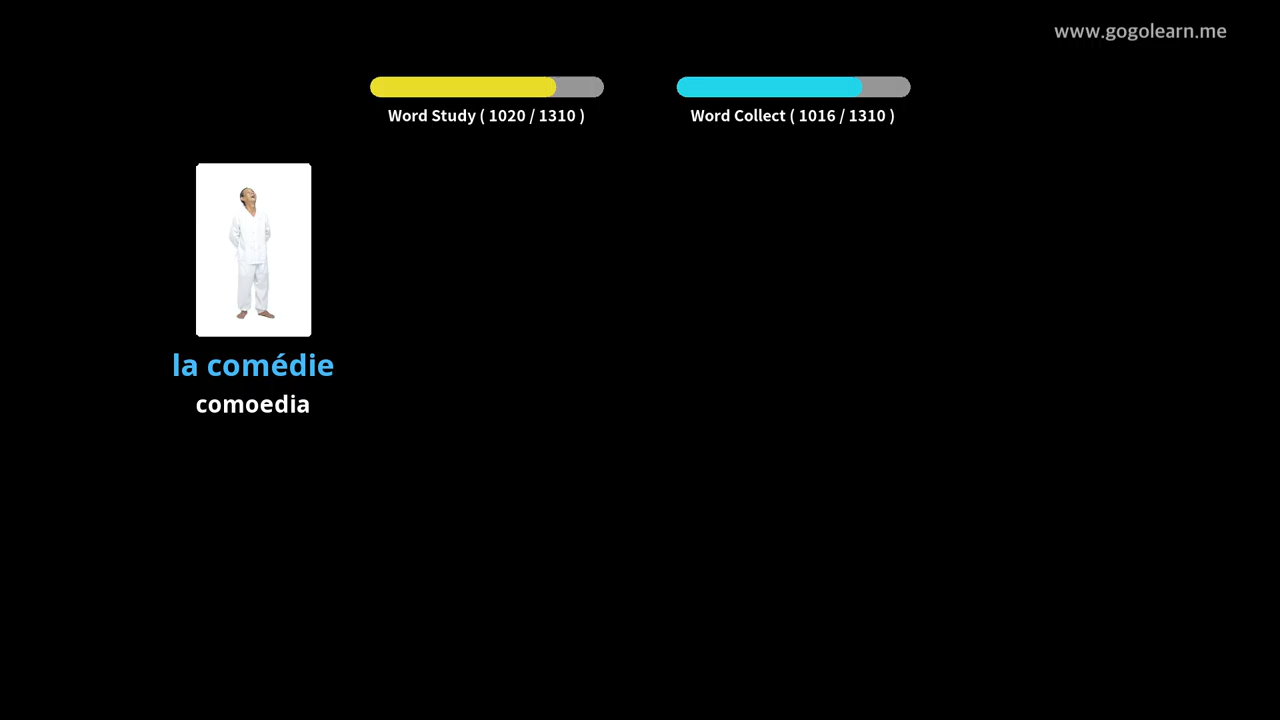 www.gogolearn.me
Word Study ( 1020 / 1310 )
Word Collect ( 1016 / 1310 )
la comédie
comoedia